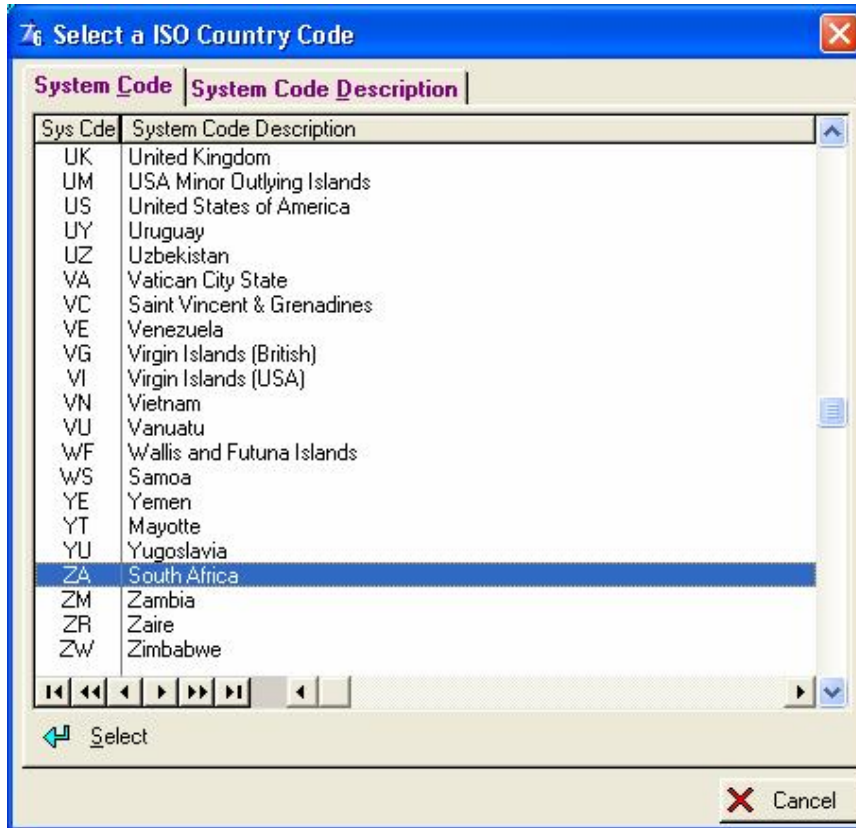 Select a ISO Country Code
System Code System Code Description
Sys Cde System Code Description
UK United Kingdom
UM USA Minor Outlying Islands
US United States of America
UY Uruguay
UZ Uzbekistan
VA Vatican City State
VC Saint Vincent & Grenadines
VE Venezuela
VG Virgin Islands (British)
VI Virgin Islands (USA)
VN Vietnam
VU Vanuatu
WF Wallis and Futuna Islands
WS Samoa
YE Yemen
YT Mayotte
YU Yugoslavia
ZA South Africa
ZM Zambia
ZR Zaire
ZW Zimbabwe
Select
Cancel